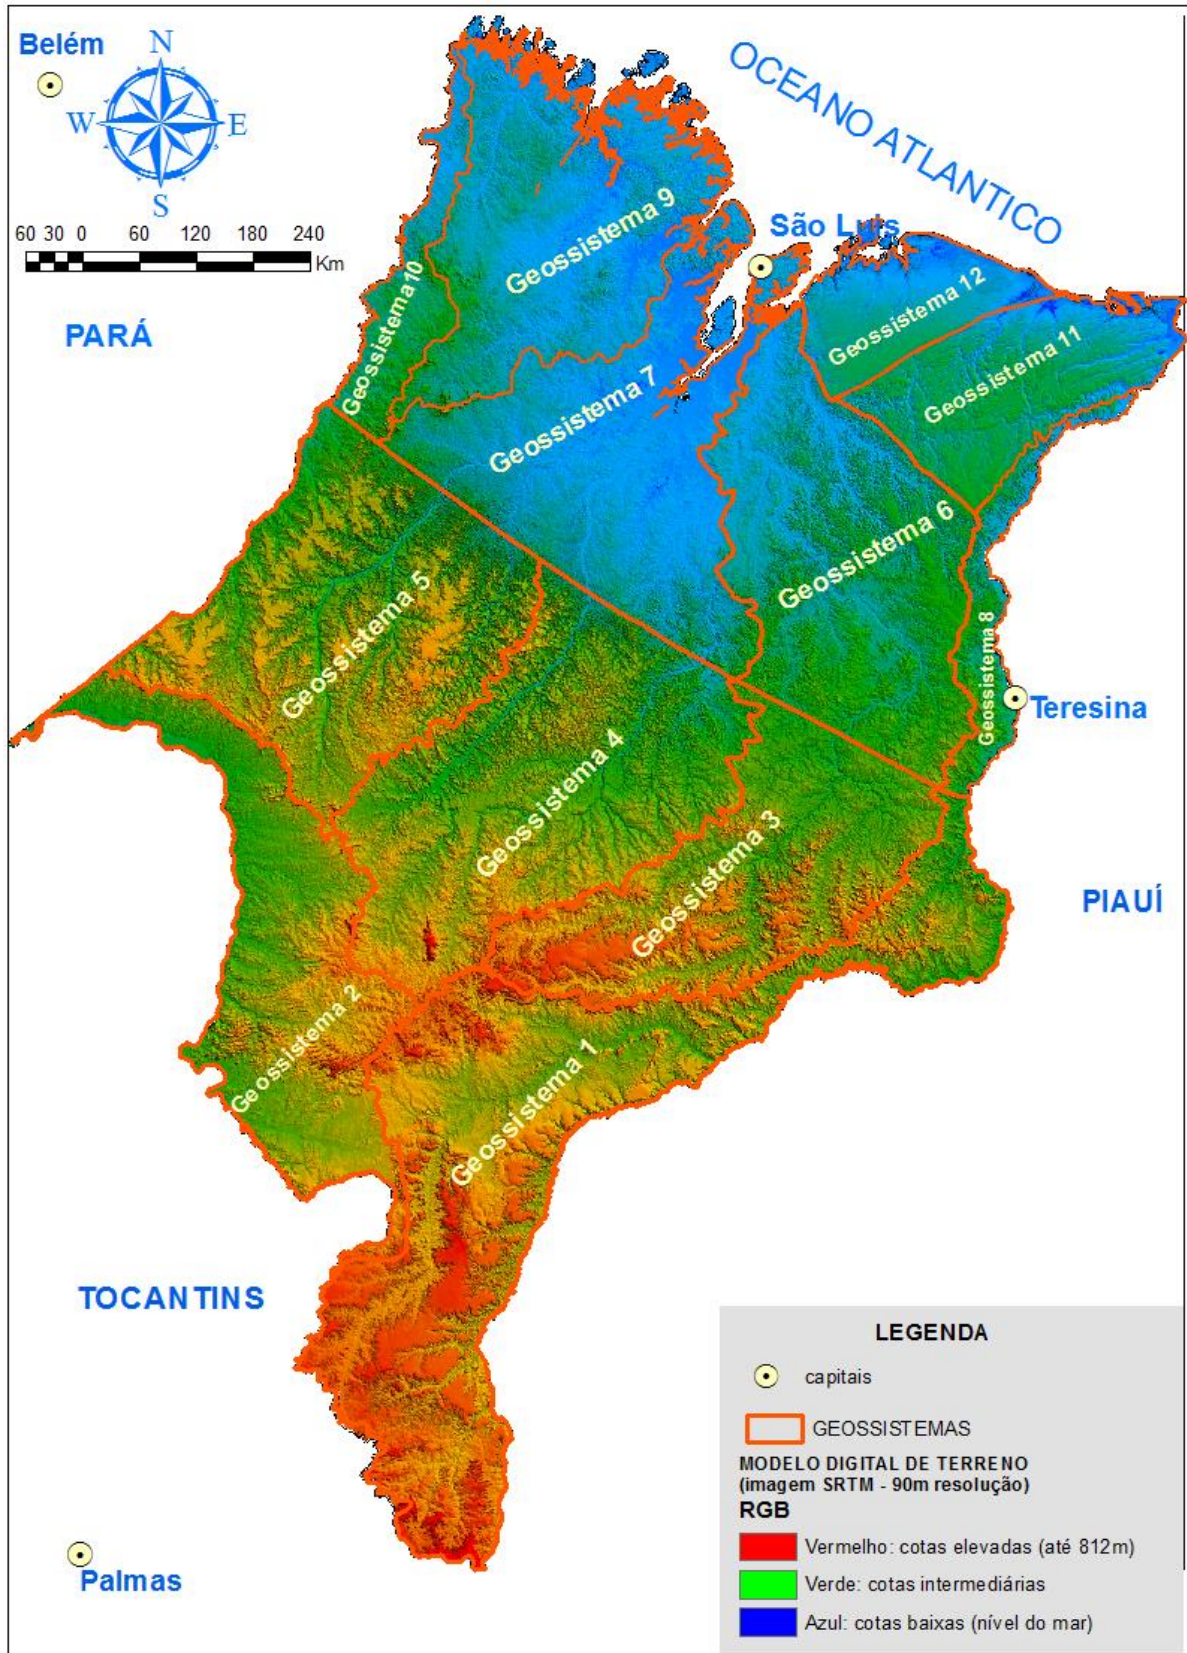 Belém
N
W
E
S
60 30 0 60 120 180 240
Km
OCEANO ATLANTICO
São Luis
PARÁ
Geossistema 9
Geossistema 10
Geossistema 12
Geossistema 11
Geossistema 7
Geossistema 6
Geossistema 5
Geossistema 8
Teresina
Geossistema 4
Geossistema 3
PIAUÍ
Geossistema 2
Geossistema 1
TOCANTINS
Palmas
LEGENDA
capitais
GEOSSISTEMAS
MODELO DIGITAL DE TERRENO
(imagem SRTM - 90m resolução)
RGB
Vermelho: cotas elevadas (até 812m)
Verde: cotas intermediárias
Azul: cotas baixas (nível do mar)